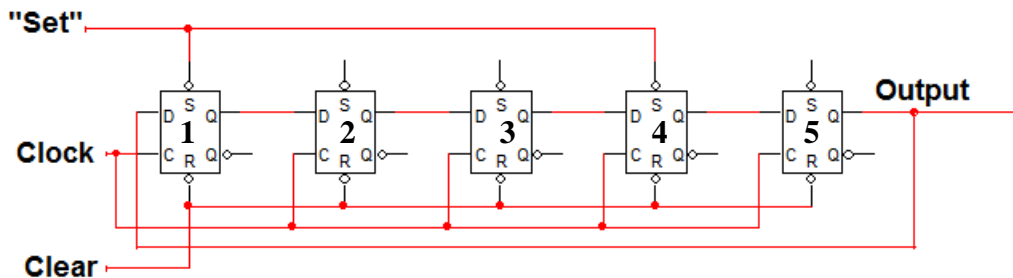 "Set"
Output
D S Q
D S Q
D S Q
D S Q
D S Q
1
2
3
4
5
Clock
C R Q
C R Q
C R Q
C R Q
C R Q
Clear